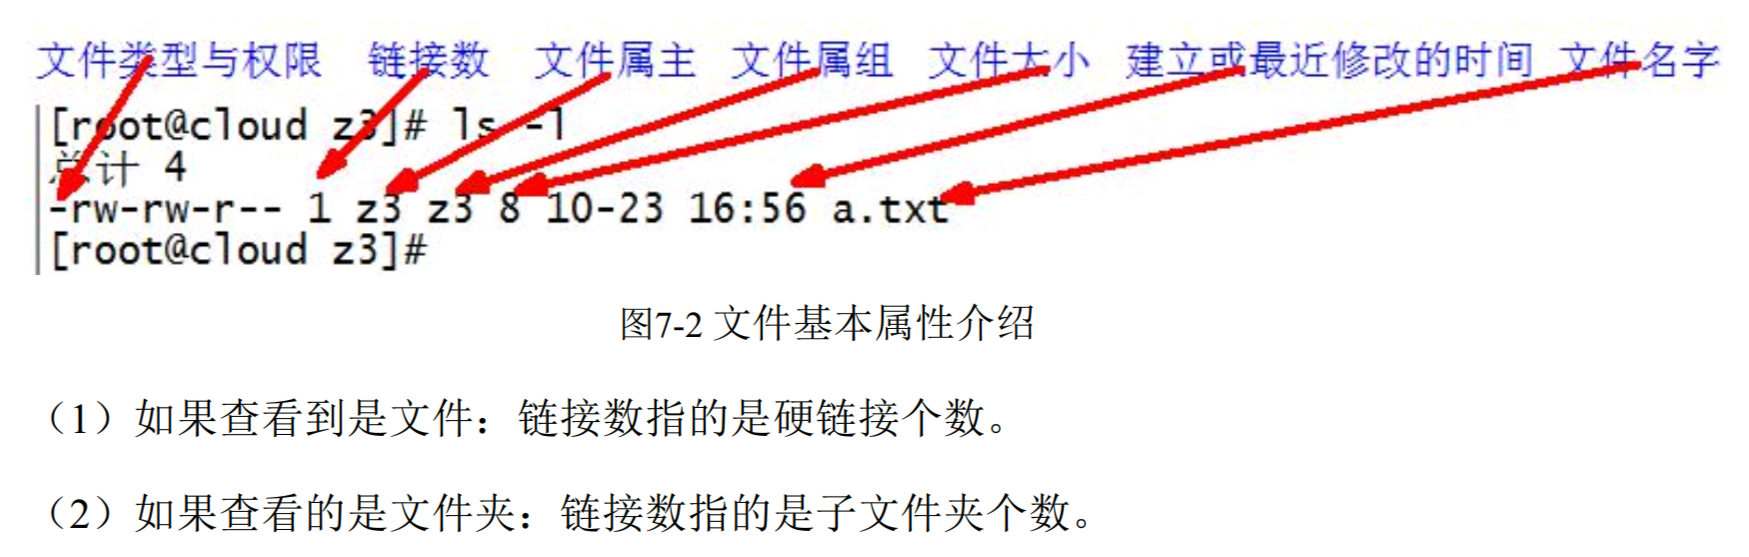 文件类型与权限 链接数 文件属主 文件属组 文件大小 建立或最近修改的时间 文件名字
[root@cloud z3]# ls -l
总计 4
-rw-rw-r-- 1 z3 z3 8 10-23 16:56 a.txt
[root@cloud z3]#
图7-2 文件基本属性介绍
（1）如果查看到是文件：链接数指的是硬链接个数。
（2）如果查看的是文件夹：链接数指的是子文件夹个数。